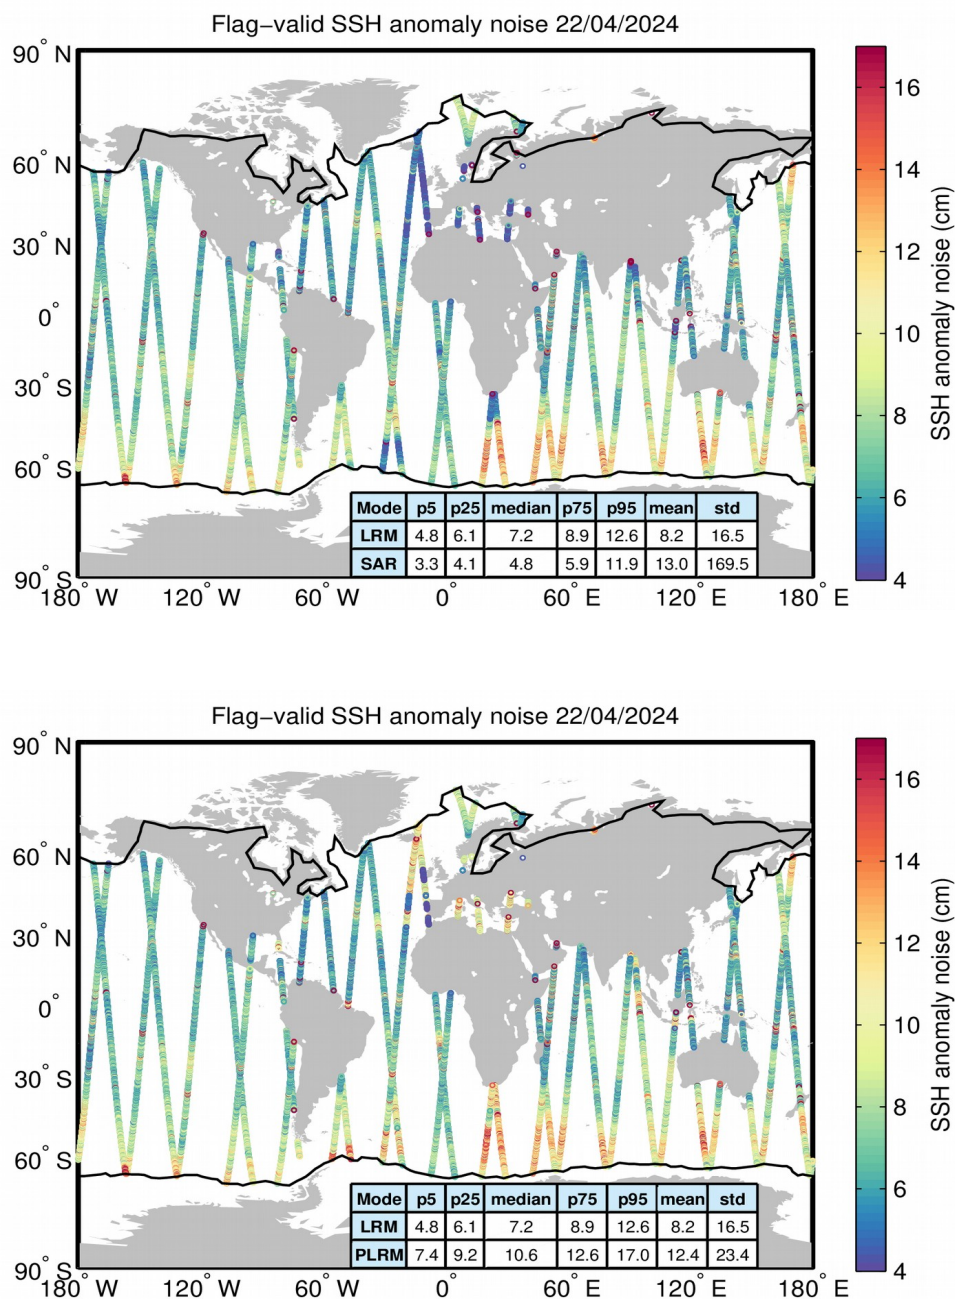 Flag−valid SSH anomaly noise 22/04/2024
90° N
60° N
30° N
0°
30° S
60° S
90° S
180° W 120° W 60° W 0° 60° E 120° E 180° E
Mode p5 p25 median p75 p95 mean std
LRM 4.8 6.1 7.2 8.9 12.6 8.2 16.5
SAR 3.3 4.1 4.8 5.9 11.9 13.0 169.5
16
14
12
10
8
6
4
SSH anomaly noise (cm)
Flag−valid SSH anomaly noise 22/04/2024
90° N
60° N
30° N
0°
30° S
60° S
90° S
180° W 120° W 60° W 0° 60° E 120° E 180° E
Mode p5 p25 median p75 p95 mean std
LRM 4.8 6.1 7.2 8.9 12.6 8.2 16.5
PLRM 7.4 9.2 10.6 12.6 17.0 12.4 23.4
16
14
12
10
8
6
4
SSH anomaly noise (cm)